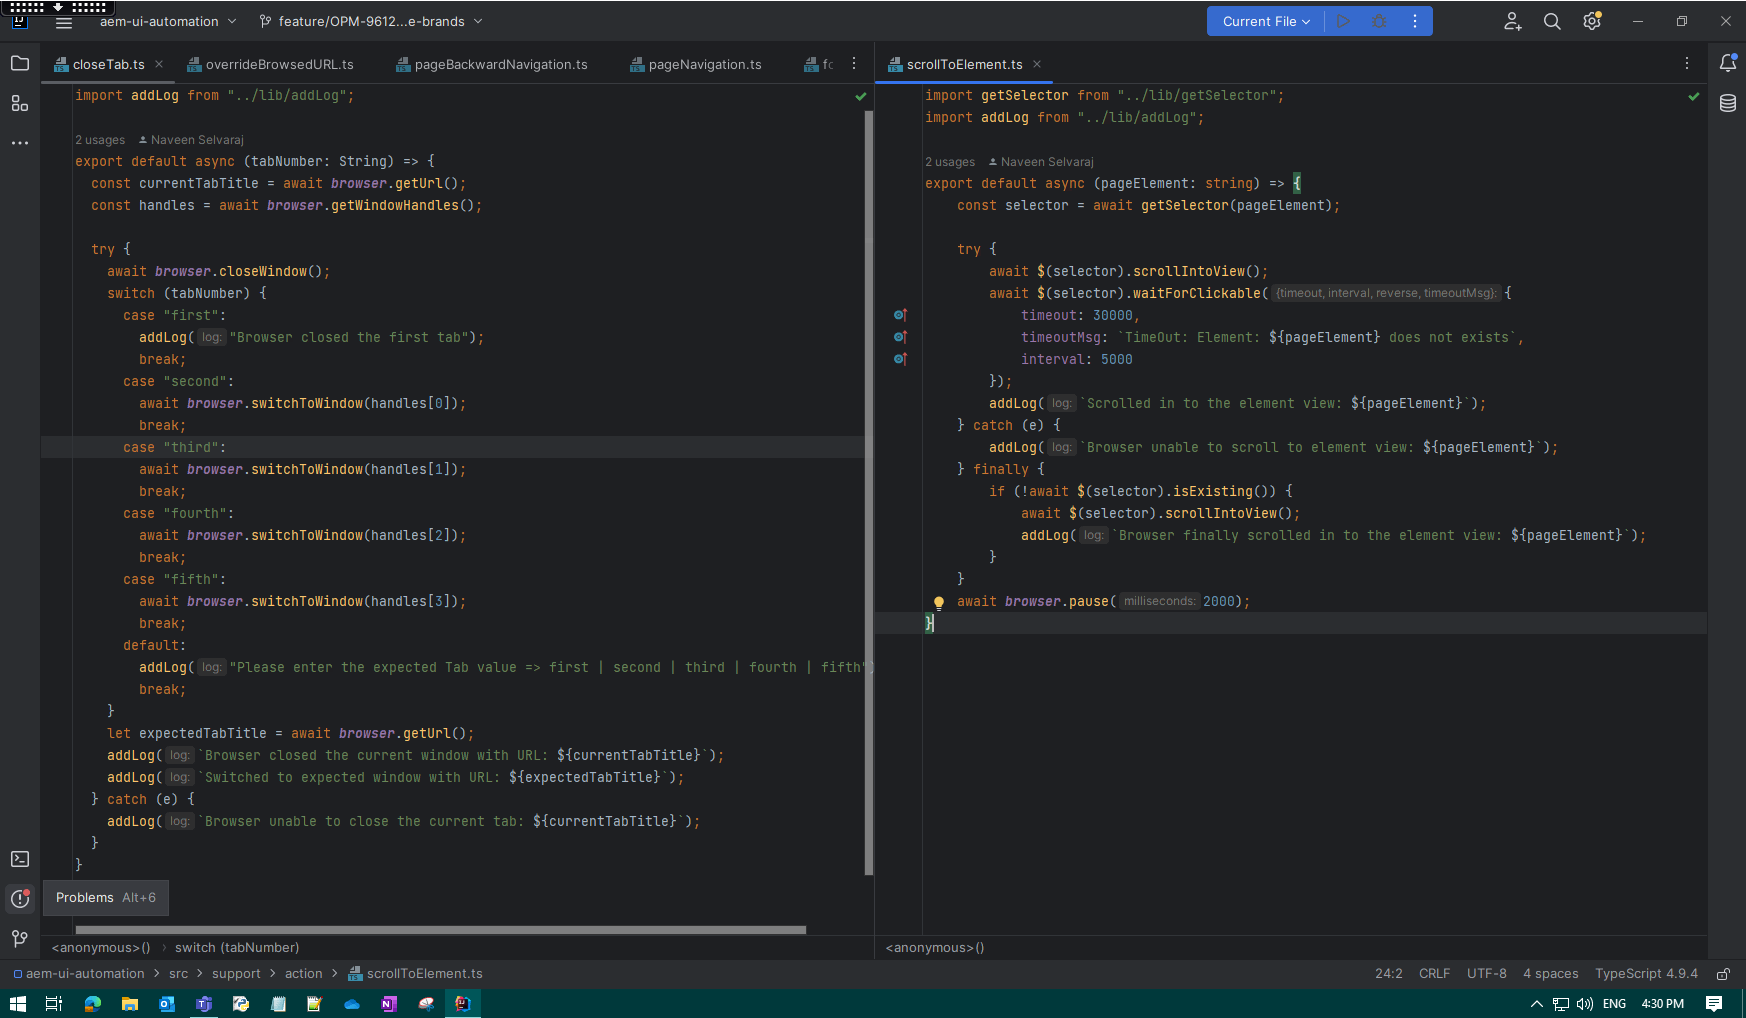 aem-ui-automation
feature/OPM-9612...e-brands
Current File
closeTab.ts
overrideBrowsedURL.ts
pageBackwardNavigation.ts
pageNavigation.ts
scrollToElement.ts
import addLog from "../lib/addLog";
2 usages Naveen Selvaraj
export default async (tabNumber: String) => {
const currentTabTitle = await browser.getUrl();
const handles = await browser.getWindowHandles();
try {
await browser.closeWindow();
switch (tabNumber) {
case "first":
addLog( log: "Browser closed the first tab");
break;
case "second":
await browser.switchToWindow(handles[0]);
break;
case "third":
await browser.switchToWindow(handles[1]);
break;
case "fourth":
await browser.switchToWindow(handles[2]);
break;
case "fifth":
await browser.switchToWindow(handles[3]);
break;
default:
addLog( log: "Please enter the expected Tab value => first | second | third | fourth | fifth")
break;
}
let expectedTabTitle = await browser.getUrl();
addLog( log: `Browser closed the current window with URL: ${currentTabTitle}`);
addLog( log: `Switched to expected window with URL: ${expectedTabTitle}`);
} catch (e) {
addLog( log: `Browser unable to close the current tab: ${currentTabTitle}`);
}
}
Problems Alt+6
<anonymous>() › switch (tabNumber)
import getSelector from "../lib/getSelector";
import addLog from "../lib/addLog";
2 usages Naveen Selvaraj
export default async (pageElement: string) => {
const selector = await getSelector(pageElement);
try {
await $(selector).scrollIntoView();
await $(selector).waitForClickable( {timeout, interval, reverse, timeoutMsg}: {
timeout: 30000,
timeoutMsg: `TimeOut: Element: ${pageElement} does not exists`,
interval: 5000
});
addLog( log: `Scrolled in to the element view: ${pageElement}`);
} catch (e) {
addLog( log: `Browser unable to scroll to element view: ${pageElement}`);
} finally {
if (!await $(selector).isExisting()) {
await $(selector).scrollIntoView();
addLog( log: `Browser finally scrolled in to the element view: ${pageElement}`);
}
}
await browser.pause( milliseconds: 2000);
}
<anonymous>()
aem-ui-automation › src › support › action › scrollToElement.ts
24:2 CRLF UTF-8 4 spaces TypeScript 4.9.4
ENG 4:30 PM